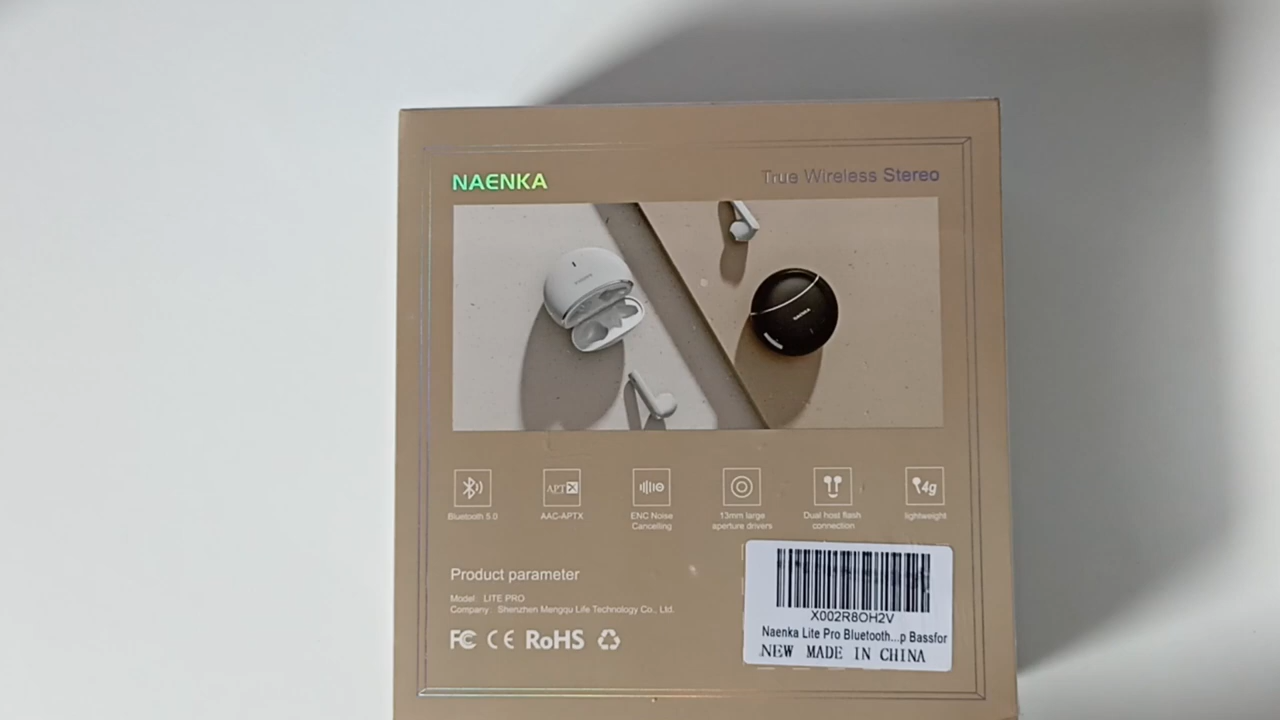 NAENKA
True Wireless Stereo
NAENKA
Bluetooth 5.0
APTX
AAC-APTX
ENC Noise
Cancelling
13mm large
aperture drivers
Dual host flash
connection
4g
lightweight
Product parameter
Model: LITE PRO
Company: Shenzhen Mengqu Life Technology Co., Ltd.
FC CE RoHS
X002R8OH2V
Naenka Lite Pro Bluetooth...p Bassfor
NEW MADE IN CHINA